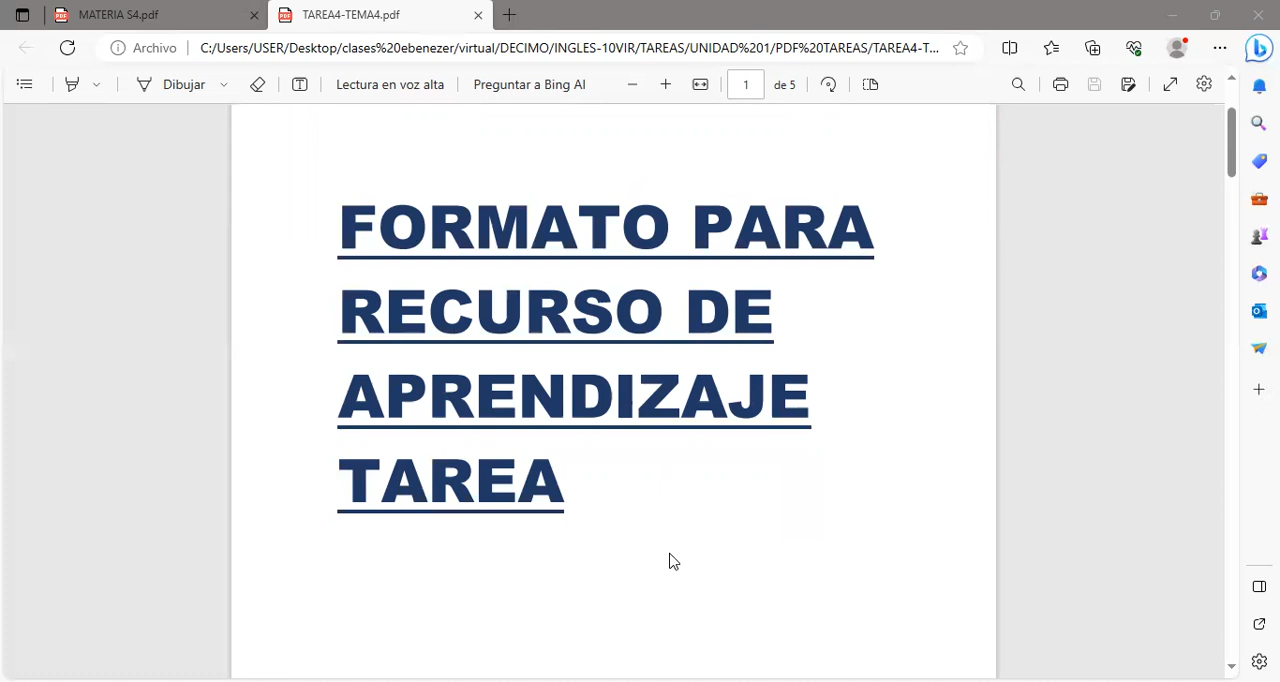 MATERIA S4.pdf
TAREA4-TEMA4.pdf
Archivo
C:/Users/USER/Desktop/clases%20ebenezer/virtual/DECIMO/INGLES-10VIR/TAREAS/UNIDAD%201/PDF%20TAREAS/TAREA4-T...
Dibujar
Lectura en voz alta
Preguntar a Bing AI
1 de 5
FORMATO PARA
RECURSO DE
APRENDIZAJE
TAREA